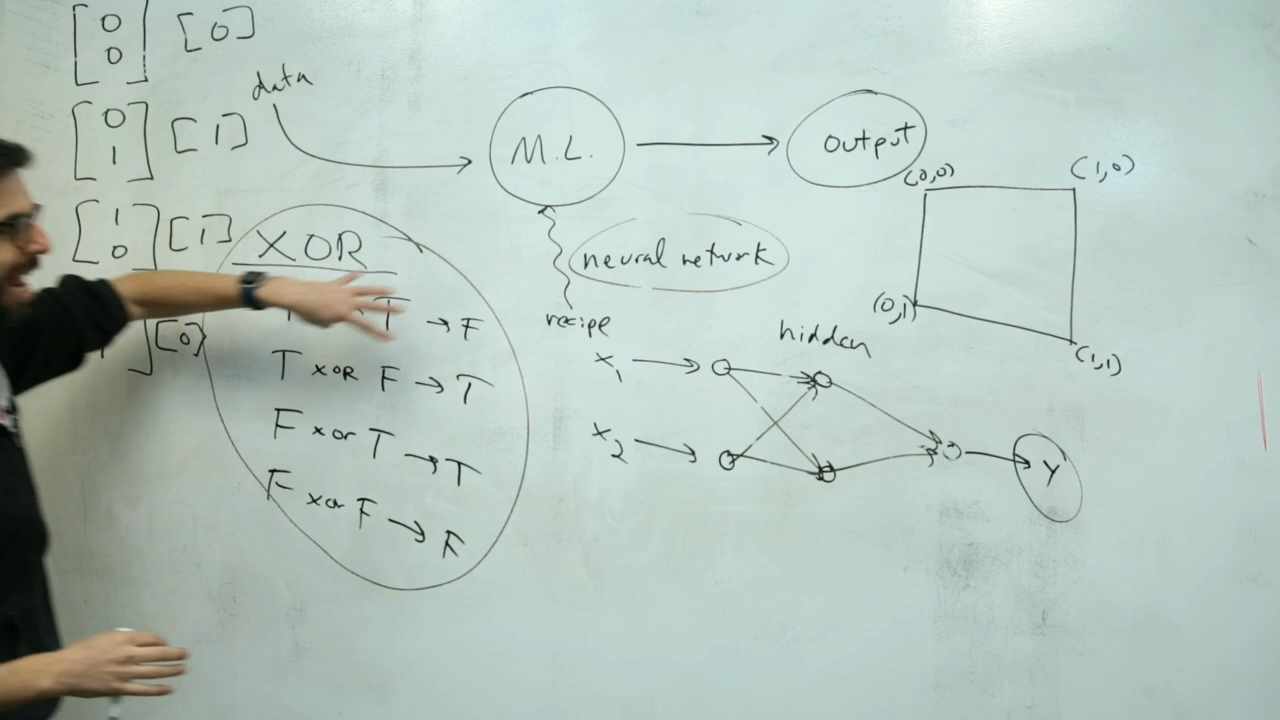 [0 0] [0]
data
[0 1] [1]
[1 0] [1]
[0]
M.L.
output
neural network
recipe
XOR
T → F
T XOR F → T
F xor T → T
F xor F → F
(0,0)
(1,0)
(0,1)
(1,1)
hidden
x₁
x₂
Y